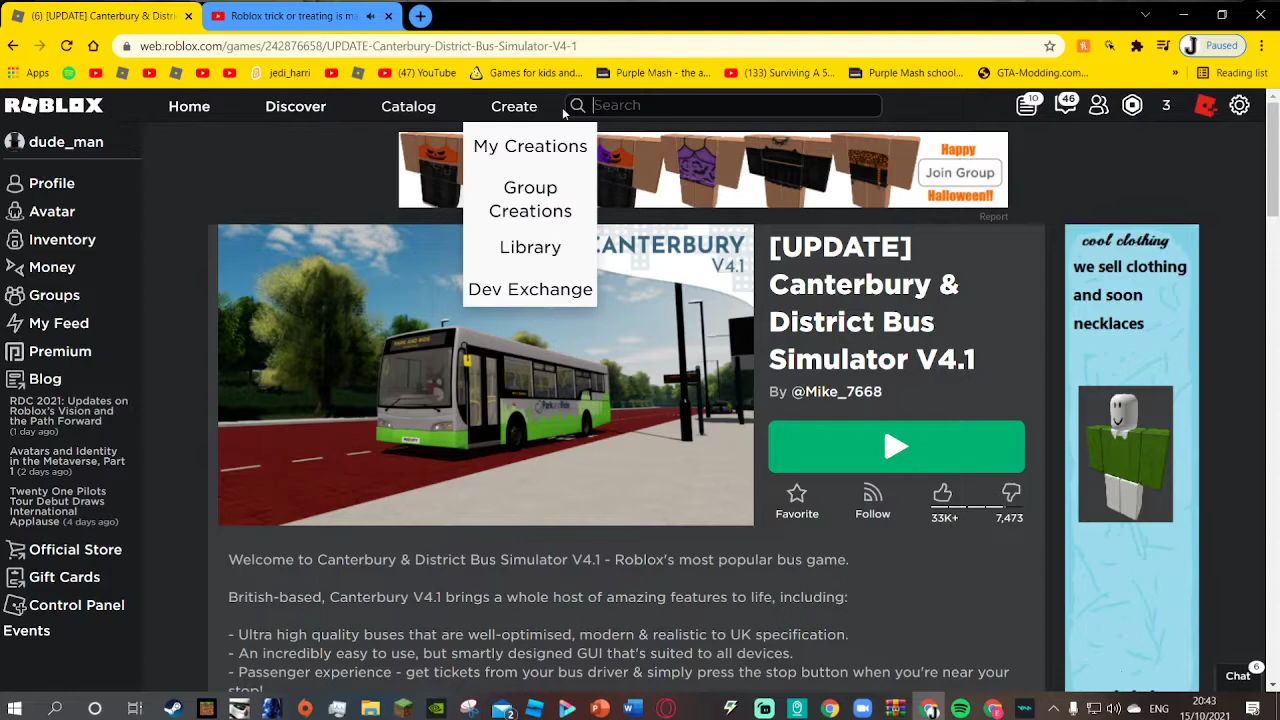 (6) [UPDATE] Canterbury & Distri
Roblox trick or treating is ma
web.roblox.com/games/242876658/UPDATE-Canterbury-District-Bus-Simulator-V4-1
Paused
Apps
jedi_harri
(47) YouTube
Games for kids and...
Purple Mash - the a...
(133) Surviving A 5...
Purple Mash school...
GTA-Modding.com...
»
Reading list
ROBLOX
Home
Discover
Catalog
Create
Search
10
46
3
dude_man
Profile
Avatar
Inventory
Money
Groups
My Feed
Premium
Blog
RDC 2021: Updates on
Roblox's Vision and
the Path Forward
(1 day ago)
Avatars and Identity
in the Metaverse, Part
1 (2 days ago)
Twenty One Pilots
Tour Debut Draws
International
Applause (4 days ago)
Official Store
Gift Cards
Control Panel
Events
My Creations
Group
Creations
Library
Dev Exchange
Happy
Join Group
Halloween!!
Report
CANTERBURY
V4.1
PARK AND RIDE
[UPDATE]
Canterbury &
District Bus
Simulator V4.1
By @Mike_7668
Favorite
Follow
33K+
7,473
cool clothing
we sell clothing
and soon
necklaces
Welcome to Canterbury & District Bus Simulator V4.1 - Roblox's most popular bus game.
British-based, Canterbury V4.1 brings a whole host of amazing features to life, including:
- Ultra high quality buses that are well-optimised, modern & realistic to UK specification.
- An incredibly easy to use, but smartly designed GUI that's suited to all devices.
- Passenger experience - get tickets from your bus driver & simply press the stop button when you're near your
stop!
Chat
6
20:43
15/10/2021